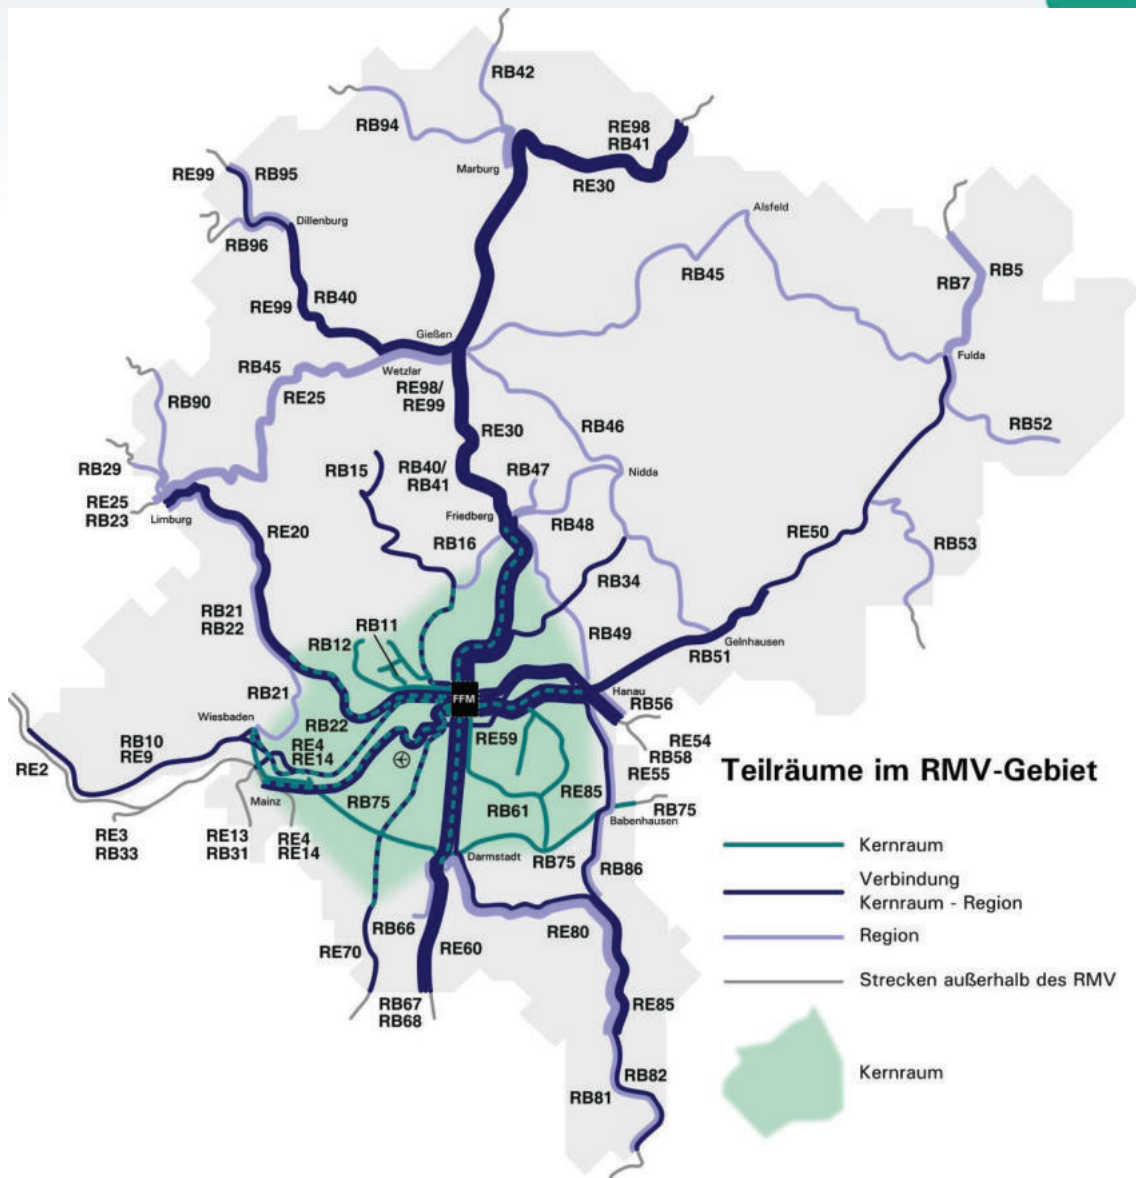 RB42
RB94
RE98
RB41
Marburg
RE30
RE99
RB95
Dillenburg
RB96
Alsfeld
RB45
RB5
RB7
RB40
RE99
Gießen
Fulda
RB45
Wetzlar
RE25
RE98/
RE99
RB90
RB52
RE30
RB46
RB15
RB40/
RB41
RB47
Nidda
RB29
RE25
RB23
Limburg
Friedberg
RB48
RE20
RE50
RB16
RB53
RB34
RB21
RB22
RB11
RB12
RB49
Gelnhausen
RB51
RB21
FFM
Hanau
RB56
Wiesbaden
RB22
RE59
RE54
RB58
RB10
RE9
RE4
RE14
RE2
RE55
Teilräume im RMV-Gebiet
RE85
Mainz
RB75
RB61
RB75
Babenhausen
RE3
RB33
RE13
RB31
RE4
RE14
Darmstadt
RB75
RB86
Kernraum
Verbindung
Kernraum - Region
Region
Strecken außerhalb des RMV
Kernraum
RB66
RE70
RE60
RE80
RB67
RB68
RE85
RB82
RB81